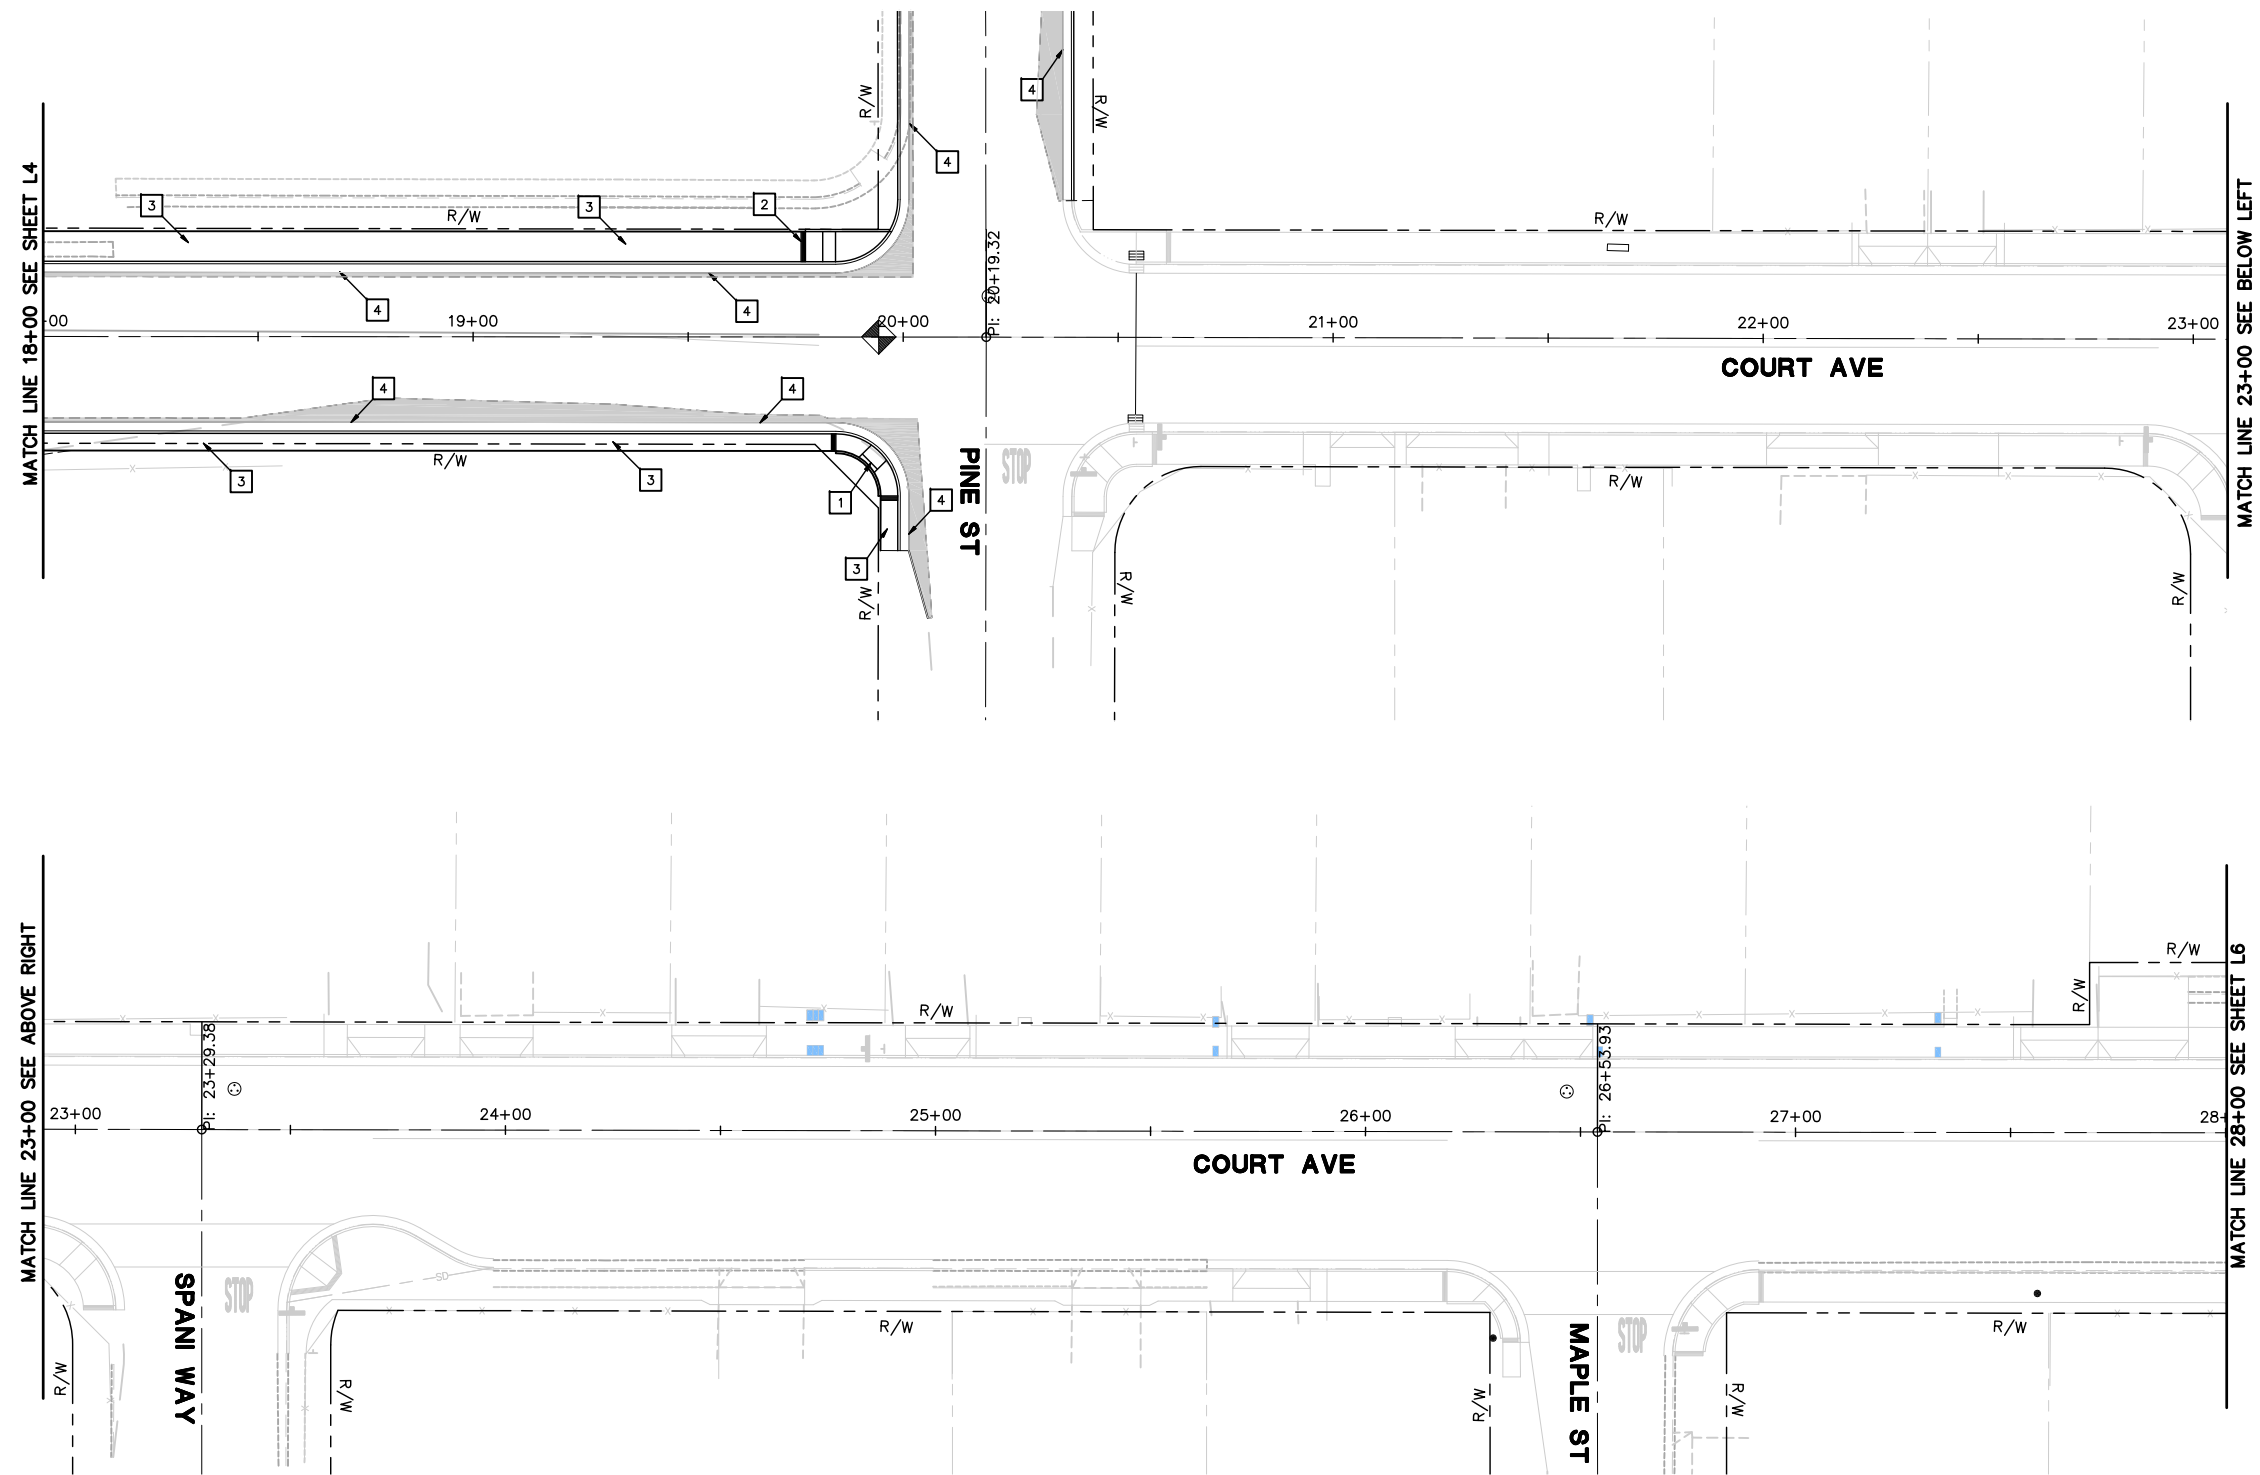 4
R/W
R/W
4
MATCH LINE 18+00 SEE SHEET L4
3
R/W
3
2
R/W
MATCH LINE 23+00 SEE BELOW LEFT
PI: 20+19.32
4
4
00
19+00
20+00
21+00
22+00
23+00
COURT AVE
4
4
R/W
3
3
1
4
PINE ST
STOP
R/W
3
R/W
R/W
R/W
MATCH LINE 23+00 SEE ABOVE RIGHT
R/W
R/W
R/W
MATCH LINE 28+00 SEE SHEET L6
PI: 23+29.38
PI: 26+53.93
23+00
24+00
25+00
26+00
27+00
28+
COURT AVE
SD
SPANI WAY
STOP
R/W
R/W
R/W
MAPLE ST
STOP
R/W
R/W
R/W